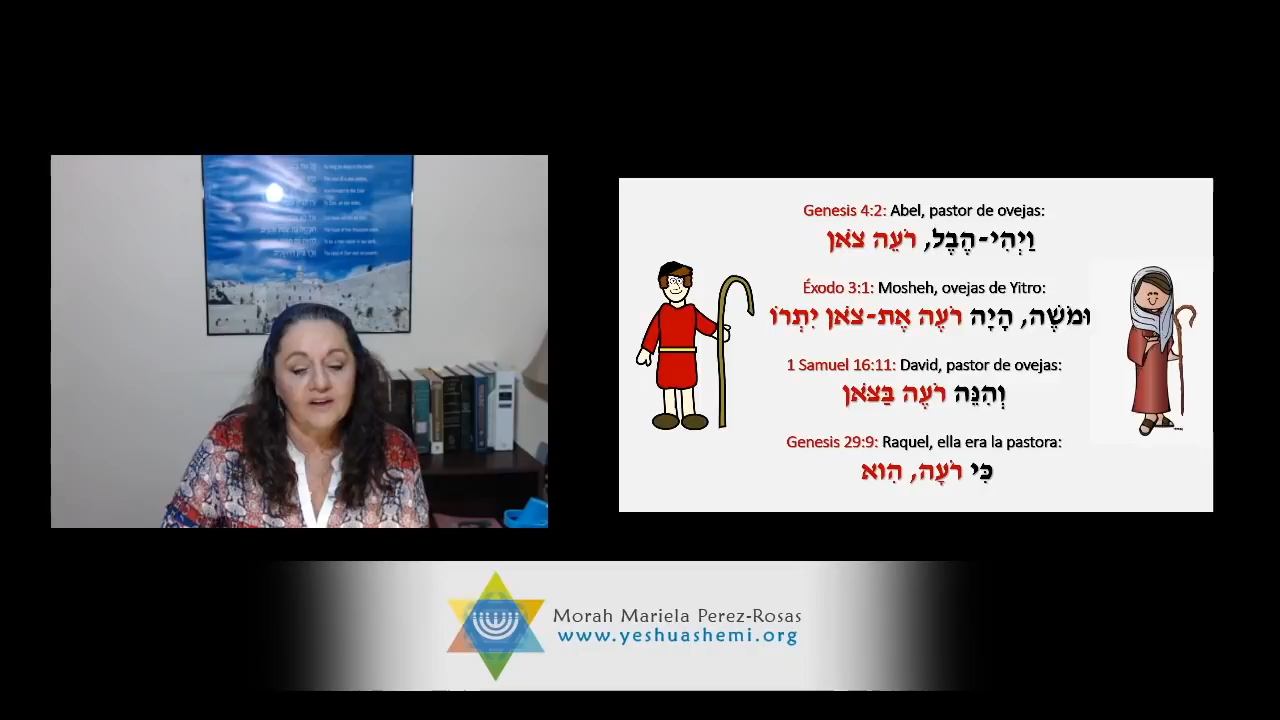 Genesis 4:2: Abel, pastor de ovejas:
וַיְהִי-הֶבֶל, רֹעֵה צֹאן
Éxodo 3:1: Mosheh, ovejas de Yitro:
וּמֹשֶׁה, הָיָה רֹעֶה אֶת-צֹאן יִתְרוֹ
1 Samuel 16:11: David, pastor de ovejas:
וְהִנֵּה רֹעֶה בַּצֹּאן
Genesis 29:9: Raquel, ella era la pastora:
כִּי רֹעָה, הִוא
Morah Mariela Perez-Rosas
www.yeshuashemi.org